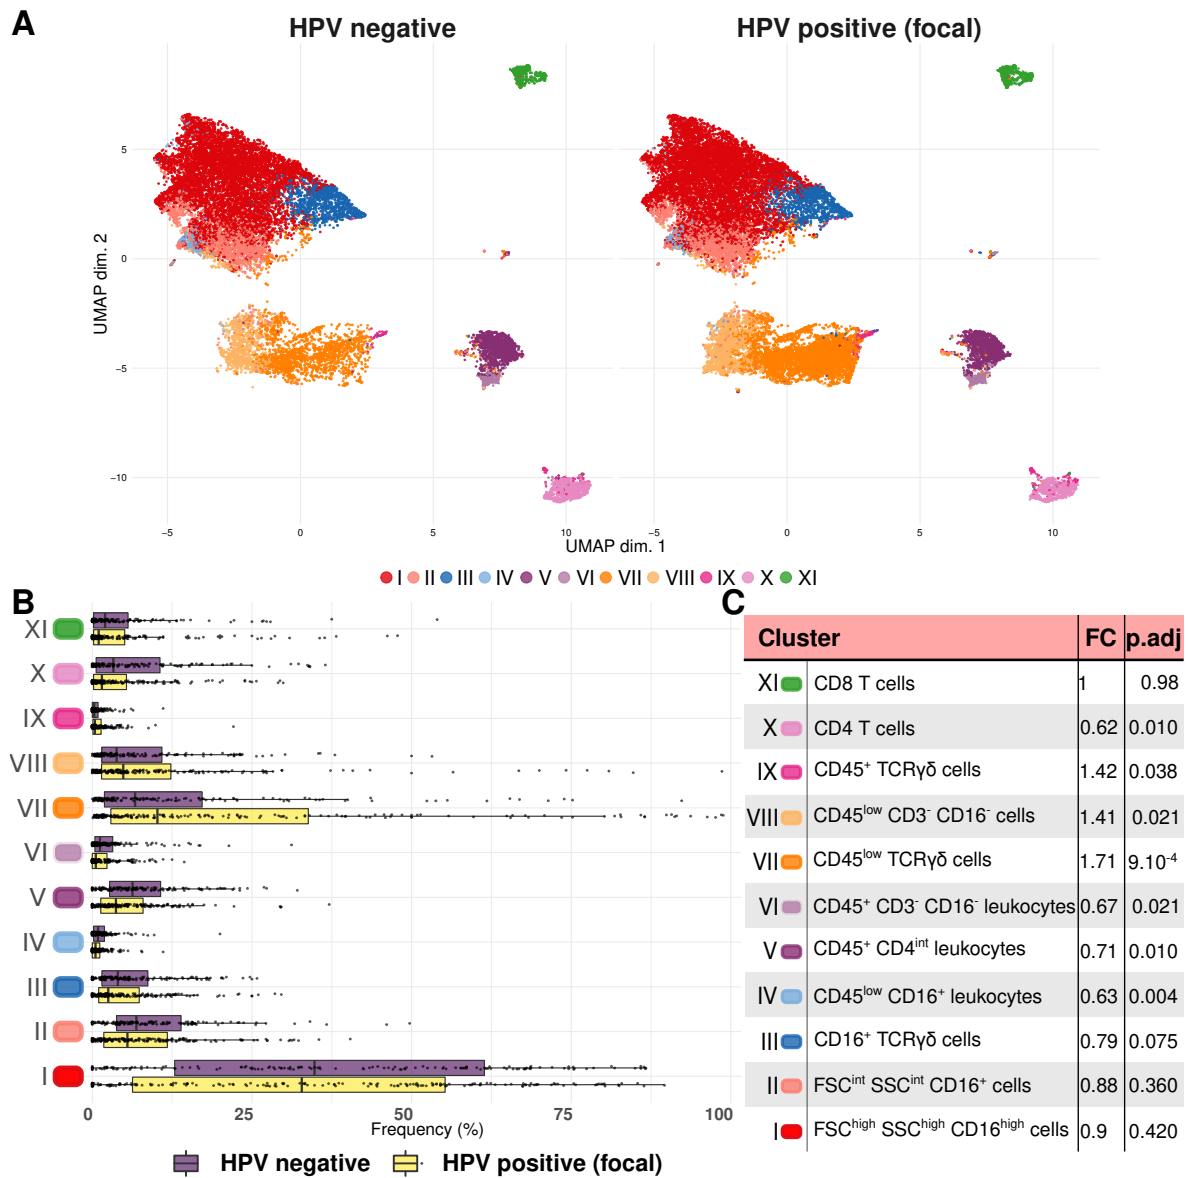 A
HPV negative
HPV positive (focal)
UMAP dim. 2
5
0
−5
−10
−5 0 5 10
−5 0 5 10
UMAP dim. 1
I II III IV V VI VII VIII IX X XI
B
XI
X
IX
VIII
VII
VI
V
IV
III
II
I
0 25 50 75 100
Frequency (%)
HPV negative HPV positive (focal)
C
Cluster FC p.adj
XI CD8 T cells 1 0.98
X CD4 T cells 0.62 0.010
IX CD45⁺ TCRγδ cells 1.42 0.038
VIII CD45ˡᵒʷ CD3⁻ CD16⁻ cells 1.41 0.021
VII CD45ˡᵒʷ TCRγδ cells 1.71 9.10⁻⁴
VI CD45⁺ CD3⁻ CD16⁻ leukocytes 0.67 0.021
V CD45⁺ CD4ⁱⁿᵗ leukocytes 0.71 0.010
IV CD45ˡᵒʷ CD16⁺ leukocytes 0.63 0.004
III CD16⁺ TCRγδ cells 0.79 0.075
II FSCⁱⁿᵗ SSCⁱⁿᵗ CD16⁺ cells 0.88 0.360
I FSCʰⁱᵍʰ SSCʰⁱᵍʰ CD16ʰⁱᵍʰ cells 0.9 0.420